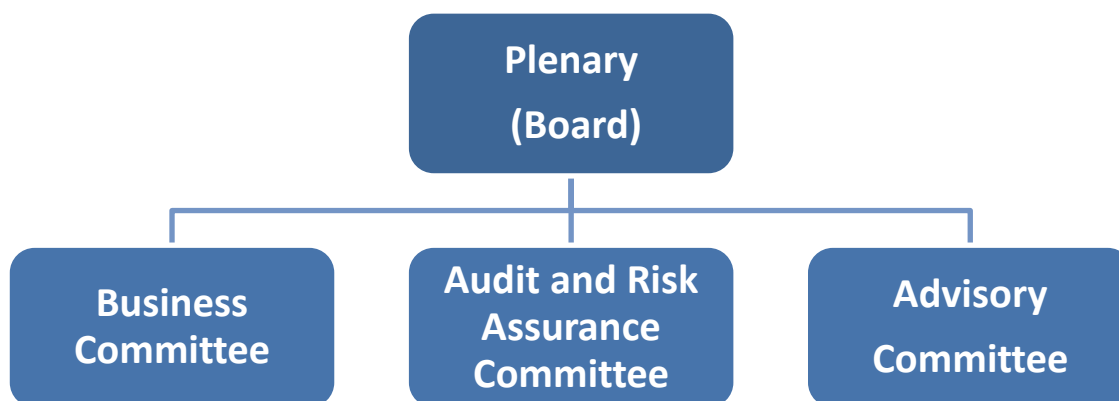 Plenary
(Board)
Business
Committee
Audit and Risk
Assurance
Committee
Advisory
Committee